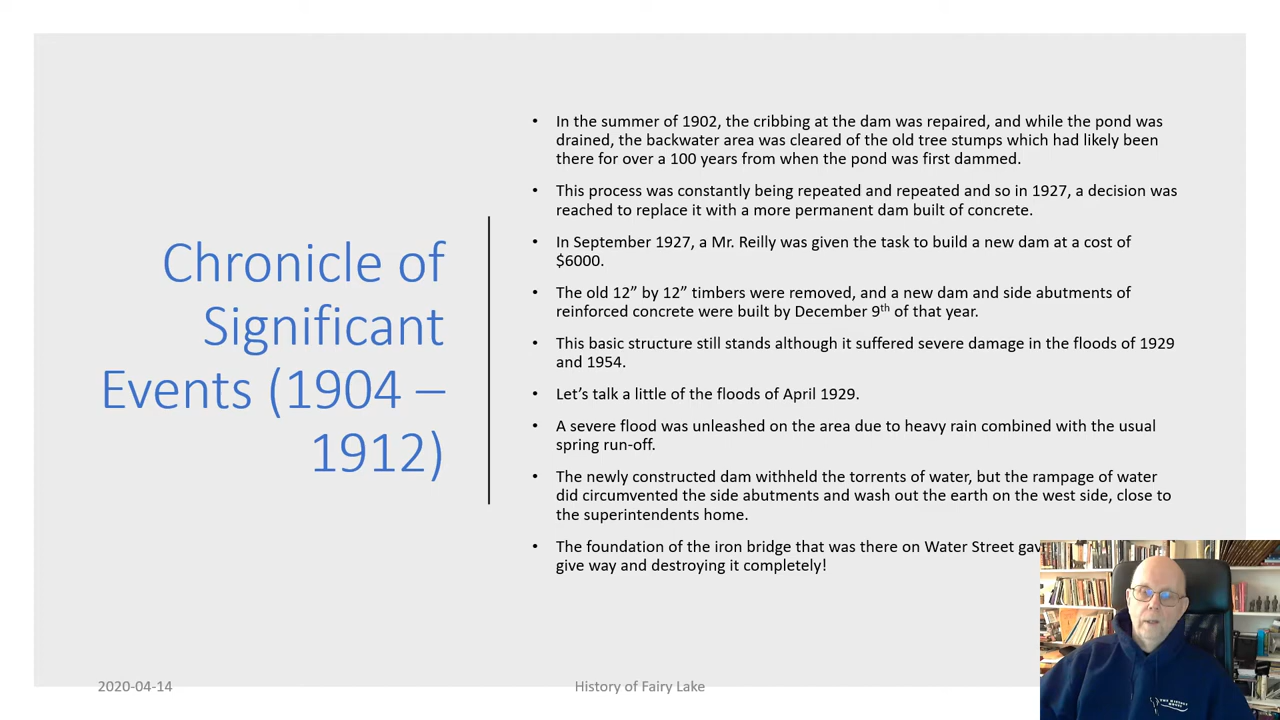 Chronicle of
Significant
Events (1904 –
1912)
• In the summer of 1902, the cribbing at the dam was repaired, and while the pond was
drained, the backwater area was cleared of the old tree stumps which had likely been
there for over a 100 years from when the pond was first dammed.
• This process was constantly being repeated and repeated and so in 1927, a decision was
reached to replace it with a more permanent dam built of concrete.
• In September 1927, a Mr. Reilly was given the task to build a new dam at a cost of
$6000.
• The old 12” by 12” timbers were removed, and a new dam and side abutments of
reinforced concrete were built by December 9th of that year.
• This basic structure still stands although it suffered severe damage in the floods of 1929
and 1954.
• Let’s talk a little of the floods of April 1929.
• A severe flood was unleashed on the area due to heavy rain combined with the usual
spring run-off.
• The newly constructed dam withheld the torrents of water, but the rampage of water
did circumvented the side abutments and wash out the earth on the west side, close to
the superintendents home.
• The foundation of the iron bridge that was there on Water Street
give way and destroying it completely!
2020-04-14
History of Fairy Lake